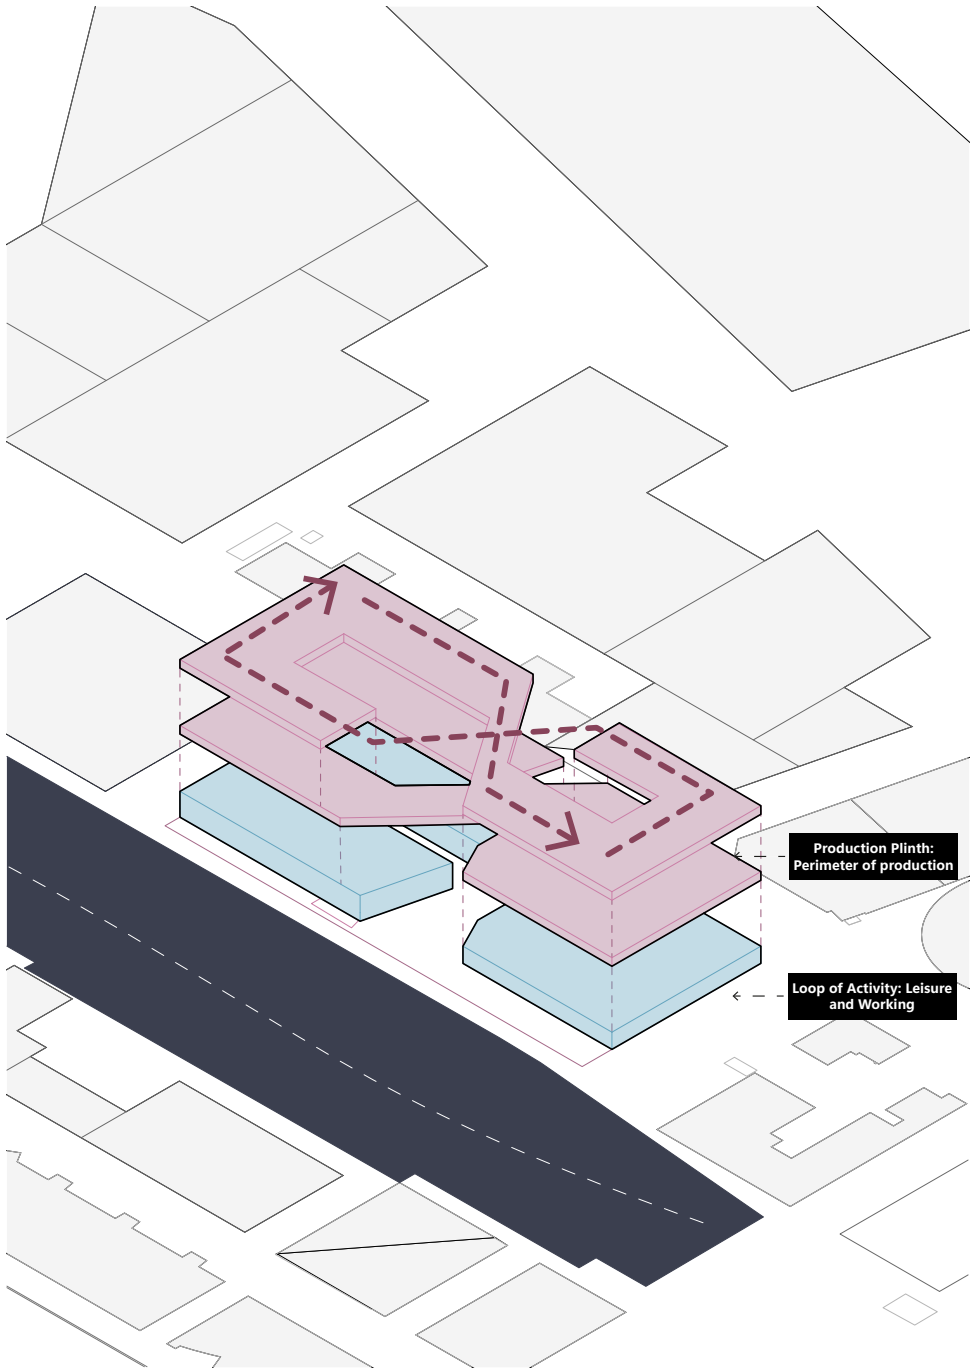 Production Plinth:
Perimeter of production
Loop of Activity: Leisure
and Working